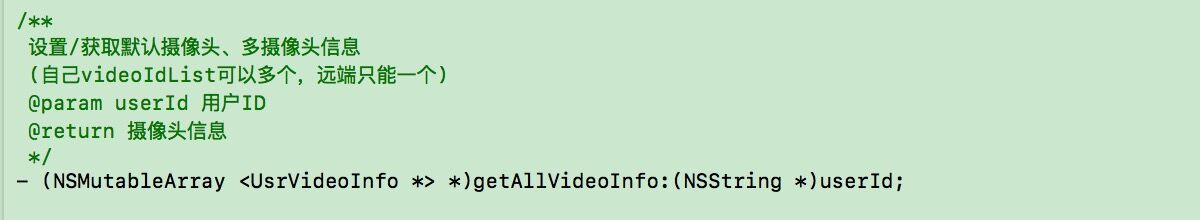 /**
设置/获取默认摄像头、多摄像头信息
(自己videoIdList可以多个，远端只能一个)
@param userId 用户ID
@return 摄像头信息
*/
- (NSMutableArray <UsrVideoInfo *> *)getAllVideoInfo:(NSString *)userId;